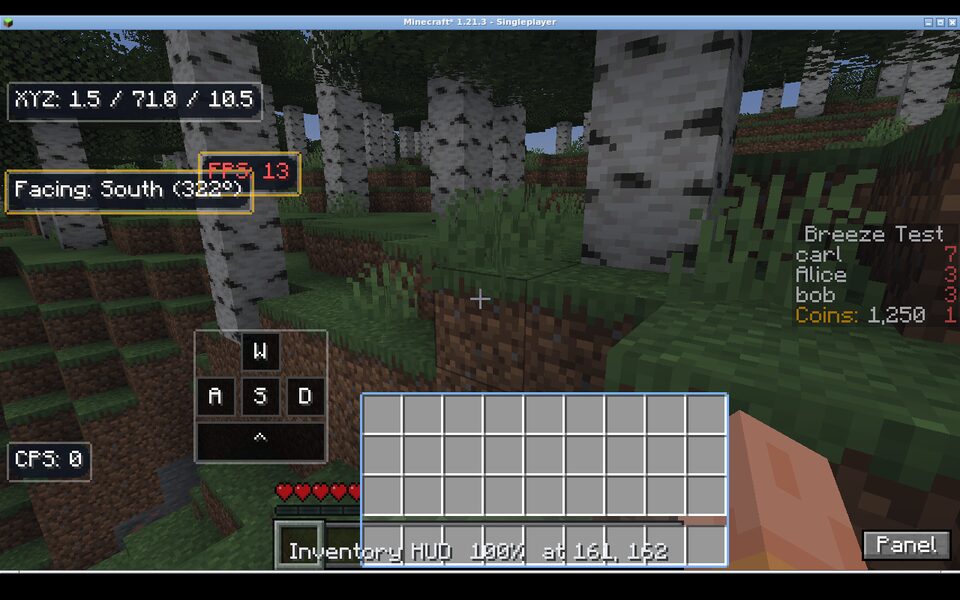 Minecraft* 1.21.3 - Singleplayer
XYZ: 1.5 / 71.0 / 10.5
FPS: 13
Facing: South (322°)
Breeze Test
carl 7
Alice 3
bob 3
Coins: 1,250 1
W
A S D
^
CPS: 0
Inventory HUD 100% at 161, 162
Panel